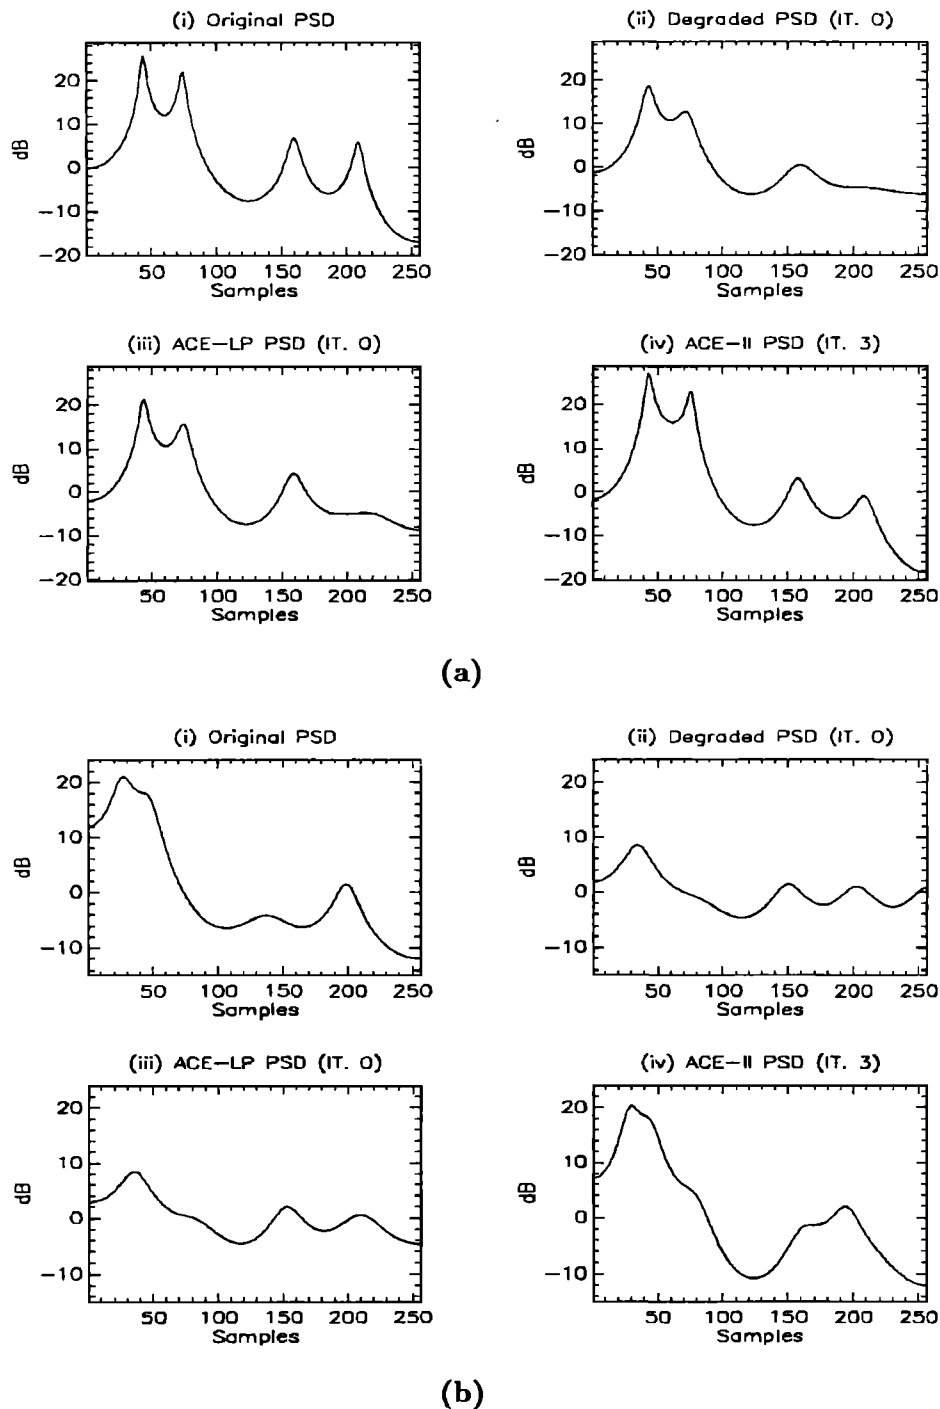 (i) Original PSD
(ii) Degraded PSD (IT. 0)
20
10
0
−10
−20
dB
50 100 150 200 250
Samples
20
10
0
−10
−20
dB
50 100 150 200 250
Samples
(iii) ACE−LP PSD (IT. 0)
(iv) ACE−II PSD (IT. 3)
20
10
0
−10
−20
dB
50 100 150 200 250
Samples
20
10
0
−10
−20
dB
50 100 150 200 250
Samples
(a)
(i) Original PSD
(ii) Degraded PSD (IT. 0)
20
10
0
−10
dB
50 100 150 200 250
Samples
20
10
0
−10
dB
50 100 150 200 250
Samples
(iii) ACE−LP PSD (IT. 0)
(iv) ACE−II PSD (IT. 3)
20
10
0
−10
dB
50 100 150 200 250
Samples
20
10
0
−10
dB
50 100 150 200 250
Samples
(b)